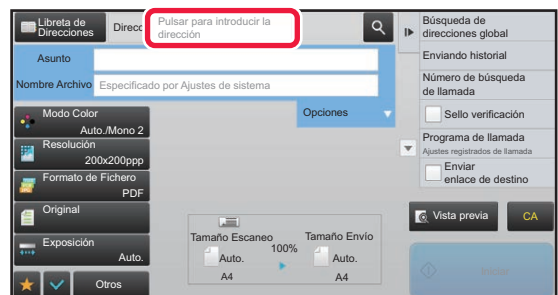 Libreta de
Direcciones
Direcc
Pulsar para introducir la
dirección
Asunto
Nombre Archivo
Especificado por Ajustes de sistema
Opciones
Modo Color
Auto./Mono 2
Resolución
200x200ppp
Formato de Fichero
PDF
Original
Exposición
Auto.
Otros
Tamaño Escaneo
100%
Tamaño Envío
Auto.
Auto.
A4
A4
Búsqueda de
direcciones global
Enviando historial
Número de búsqueda
de llamada
Sello verificación
Programa de llamada
Ajustes registrados de llamada
Enviar
enlace de destino
Vista previa
CA